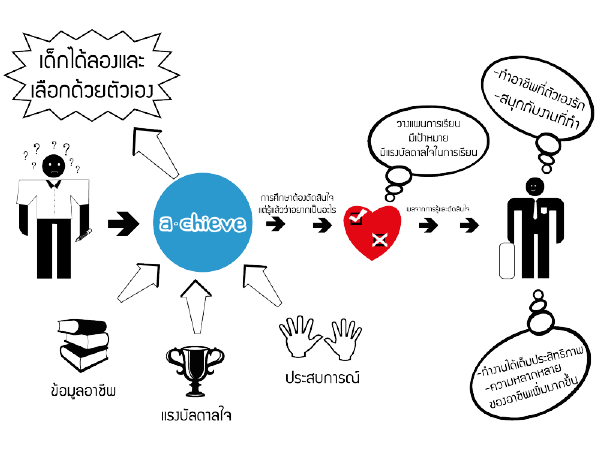 เด็กได้ลองและ
เลือกด้วยตัวเอง
? ? ? ? ? ?
a·chieve
ข้อมูลอาชีพ
แรงบัลดาลใจ
ประสบการณ์
การศึกษาต้องตัดสินใจ
แต่รู้แล้วว่าอยากเป็นอะไร
วางแผนการเรียน
มีเป้าหมาย
มีแรงบัลดาลใจในการเรียน
ผลจากการรู้และตัดสินใจ
-ทำอาชีพที่ตัวเองรัก
-สนุกกับงานที่ทำ
-ทำงานได้เต็มประสิทธิภาพ
-ความหลากหลาย
ของอาชีพเพิ่มมากขึ้น